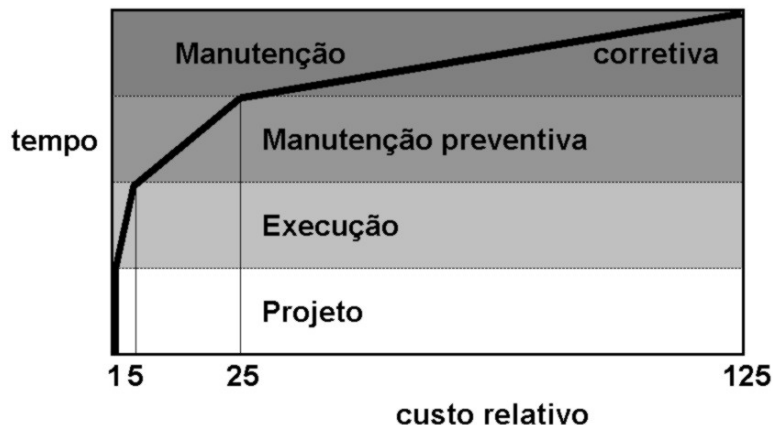 Manutenção corretiva
tempo
Manutenção preventiva
Execução
Projeto
1 5 25 125
custo relativo